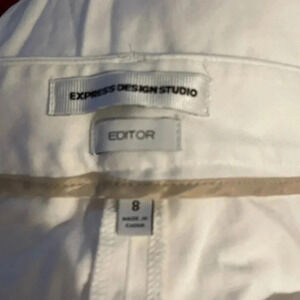 EXPRESS DESIGN STUDIO
EDITOR
8
MADE IN
CHINA